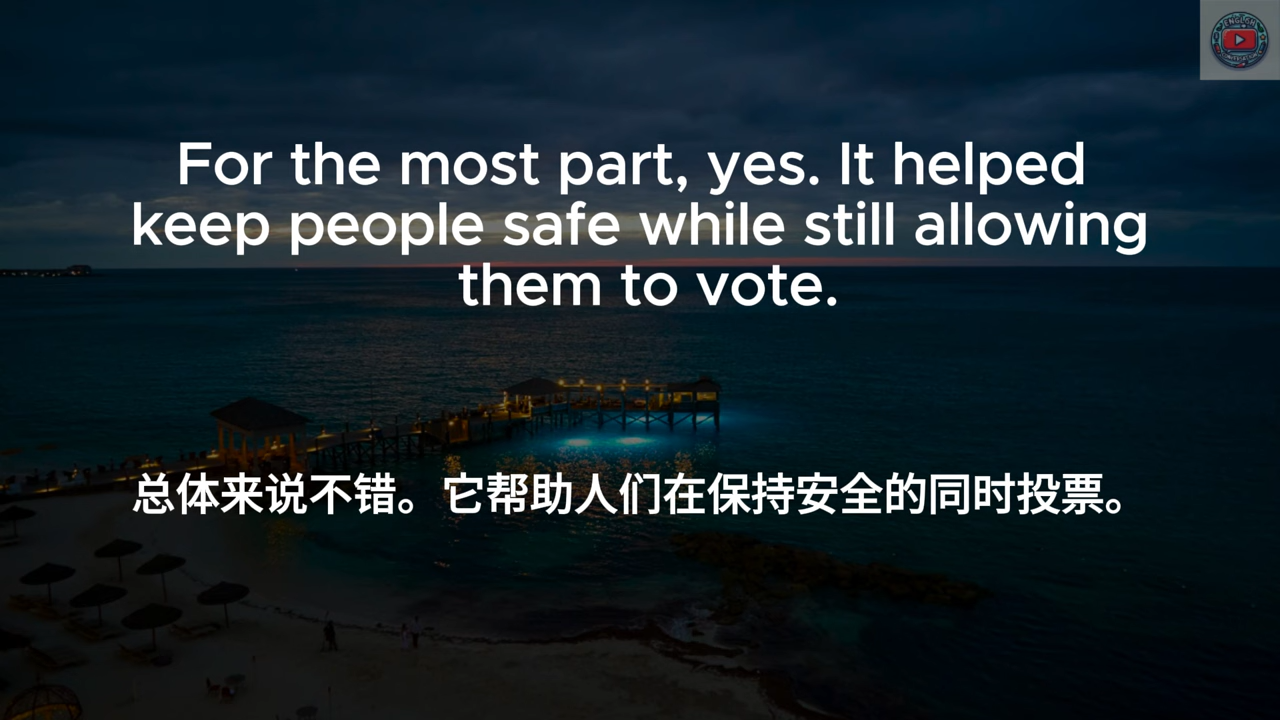 For the most part, yes. It helped
keep people safe while still allowing
them to vote.
总体来说不错。它帮助人们在保持安全的同时投票。